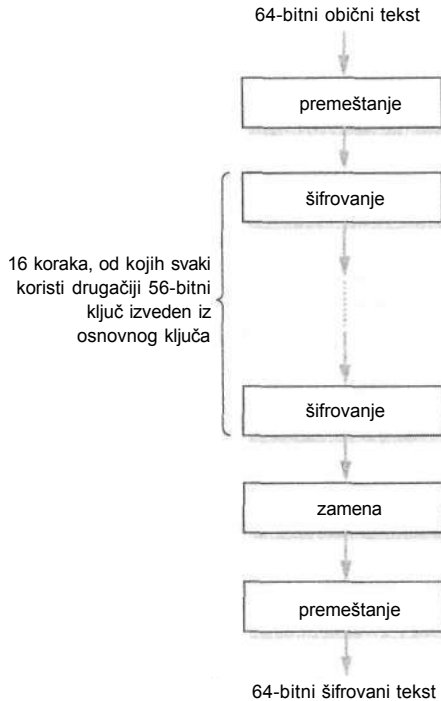 64-bitni obični tekst
premeštanje
šifrovanje
16 koraka, od kojih svaki
koristi drugačiji 56-bitni
ključ izveden iz
osnovnog ključa
šifrovanje
zamena
premeštanje
64-bitni šifrovani tekst